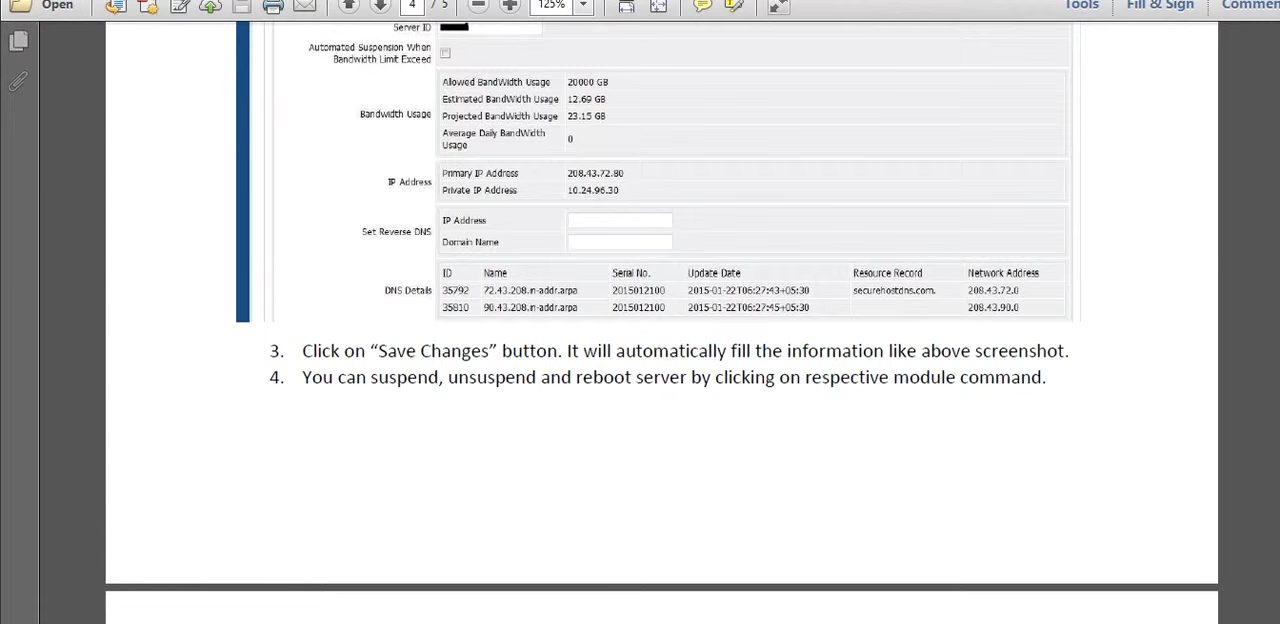 Open 4 / 5 125% Tools Fill & Sign Commen
Server ID
Automated Suspension When
Bandwidth Limit Exceed
Allowed BandWidth Usage 20000 GB
Estimated BandWidth Usage 12.69 GB
Bandwidth Usage
Projected BandWidth Usage 23.15 GB
Average Daily BandWidth
Usage
0
Primary IP Address 208.43.72.80
IP Address
Private IP Address 10.24.96.30
IP Address
Set Reverse DNS
Domain Name
ID Name Serial No. Update Date Resource Record Network Address
DNS Details 35792 72.43.208.in-addr.arpa 2015012100 2015-01-22T06:27:43+05:30 securehostdns.com. 208.43.72.0
35810 90.43.208.in-addr.arpa 2015012100 2015-01-22T06:27:45+05:30 208.43.90.0
3. Click on “Save Changes” button. It will automatically fill the information like above screenshot.
4. You can suspend, unsuspend and reboot server by clicking on respective module command.